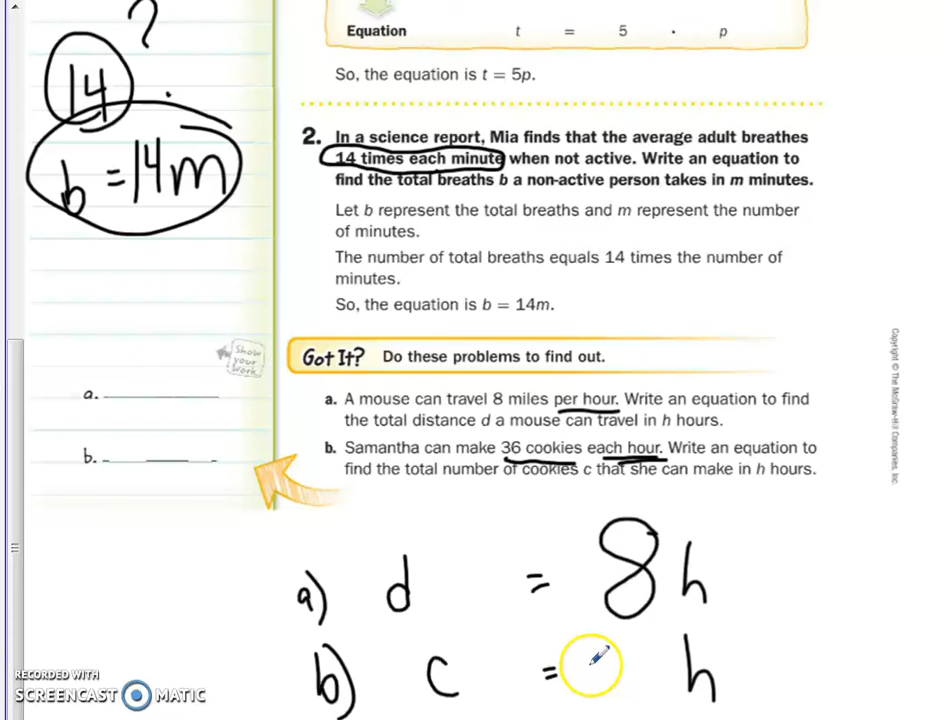 ?
14
b = 14m
Equation t = 5 · p
So, the equation is t = 5p.
2. In a science report, Mia finds that the average adult breathes
14 times each minute when not active. Write an equation to
find the total breaths b a non-active person takes in m minutes.
Let b represent the total breaths and m represent the number
of minutes.
The number of total breaths equals 14 times the number of
minutes.
So, the equation is b = 14m.
Show
your
work.
Got It? Do these problems to find out.
a.
b.
a. A mouse can travel 8 miles per hour. Write an equation to find
the total distance d a mouse can travel in h hours.
b. Samantha can make 36 cookies each hour. Write an equation to
find the total number of cookies c that she can make in h hours.
Copyright © The McGraw-Hill Companies, Inc.
a) d = 8h
b) c = h
RECORDED WITH
SCREENCAST MATIC